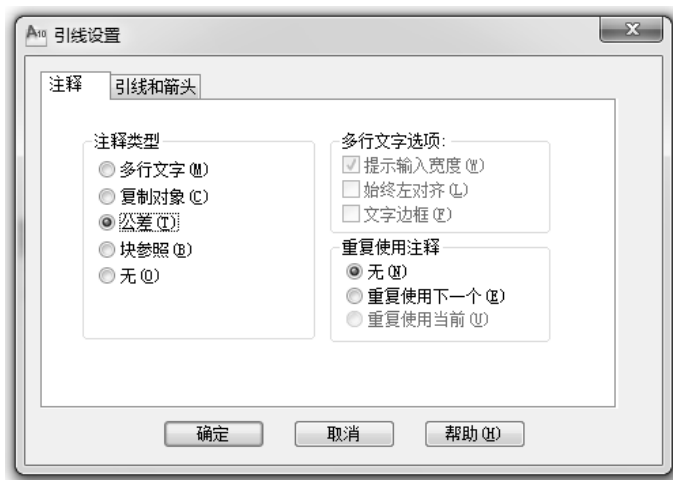 A10 引线设置
注释
引线和箭头
注释类型
多行文字(M)
复制对象(C)
公差(T)
块参照(B)
无(O)
多行文字选项:
提示输入宽度(W)
始终左对齐(L)
文字边框(F)
重复使用注释
无(N)
重复使用下一个(E)
重复使用当前(U)
确定
取消
帮助(H)